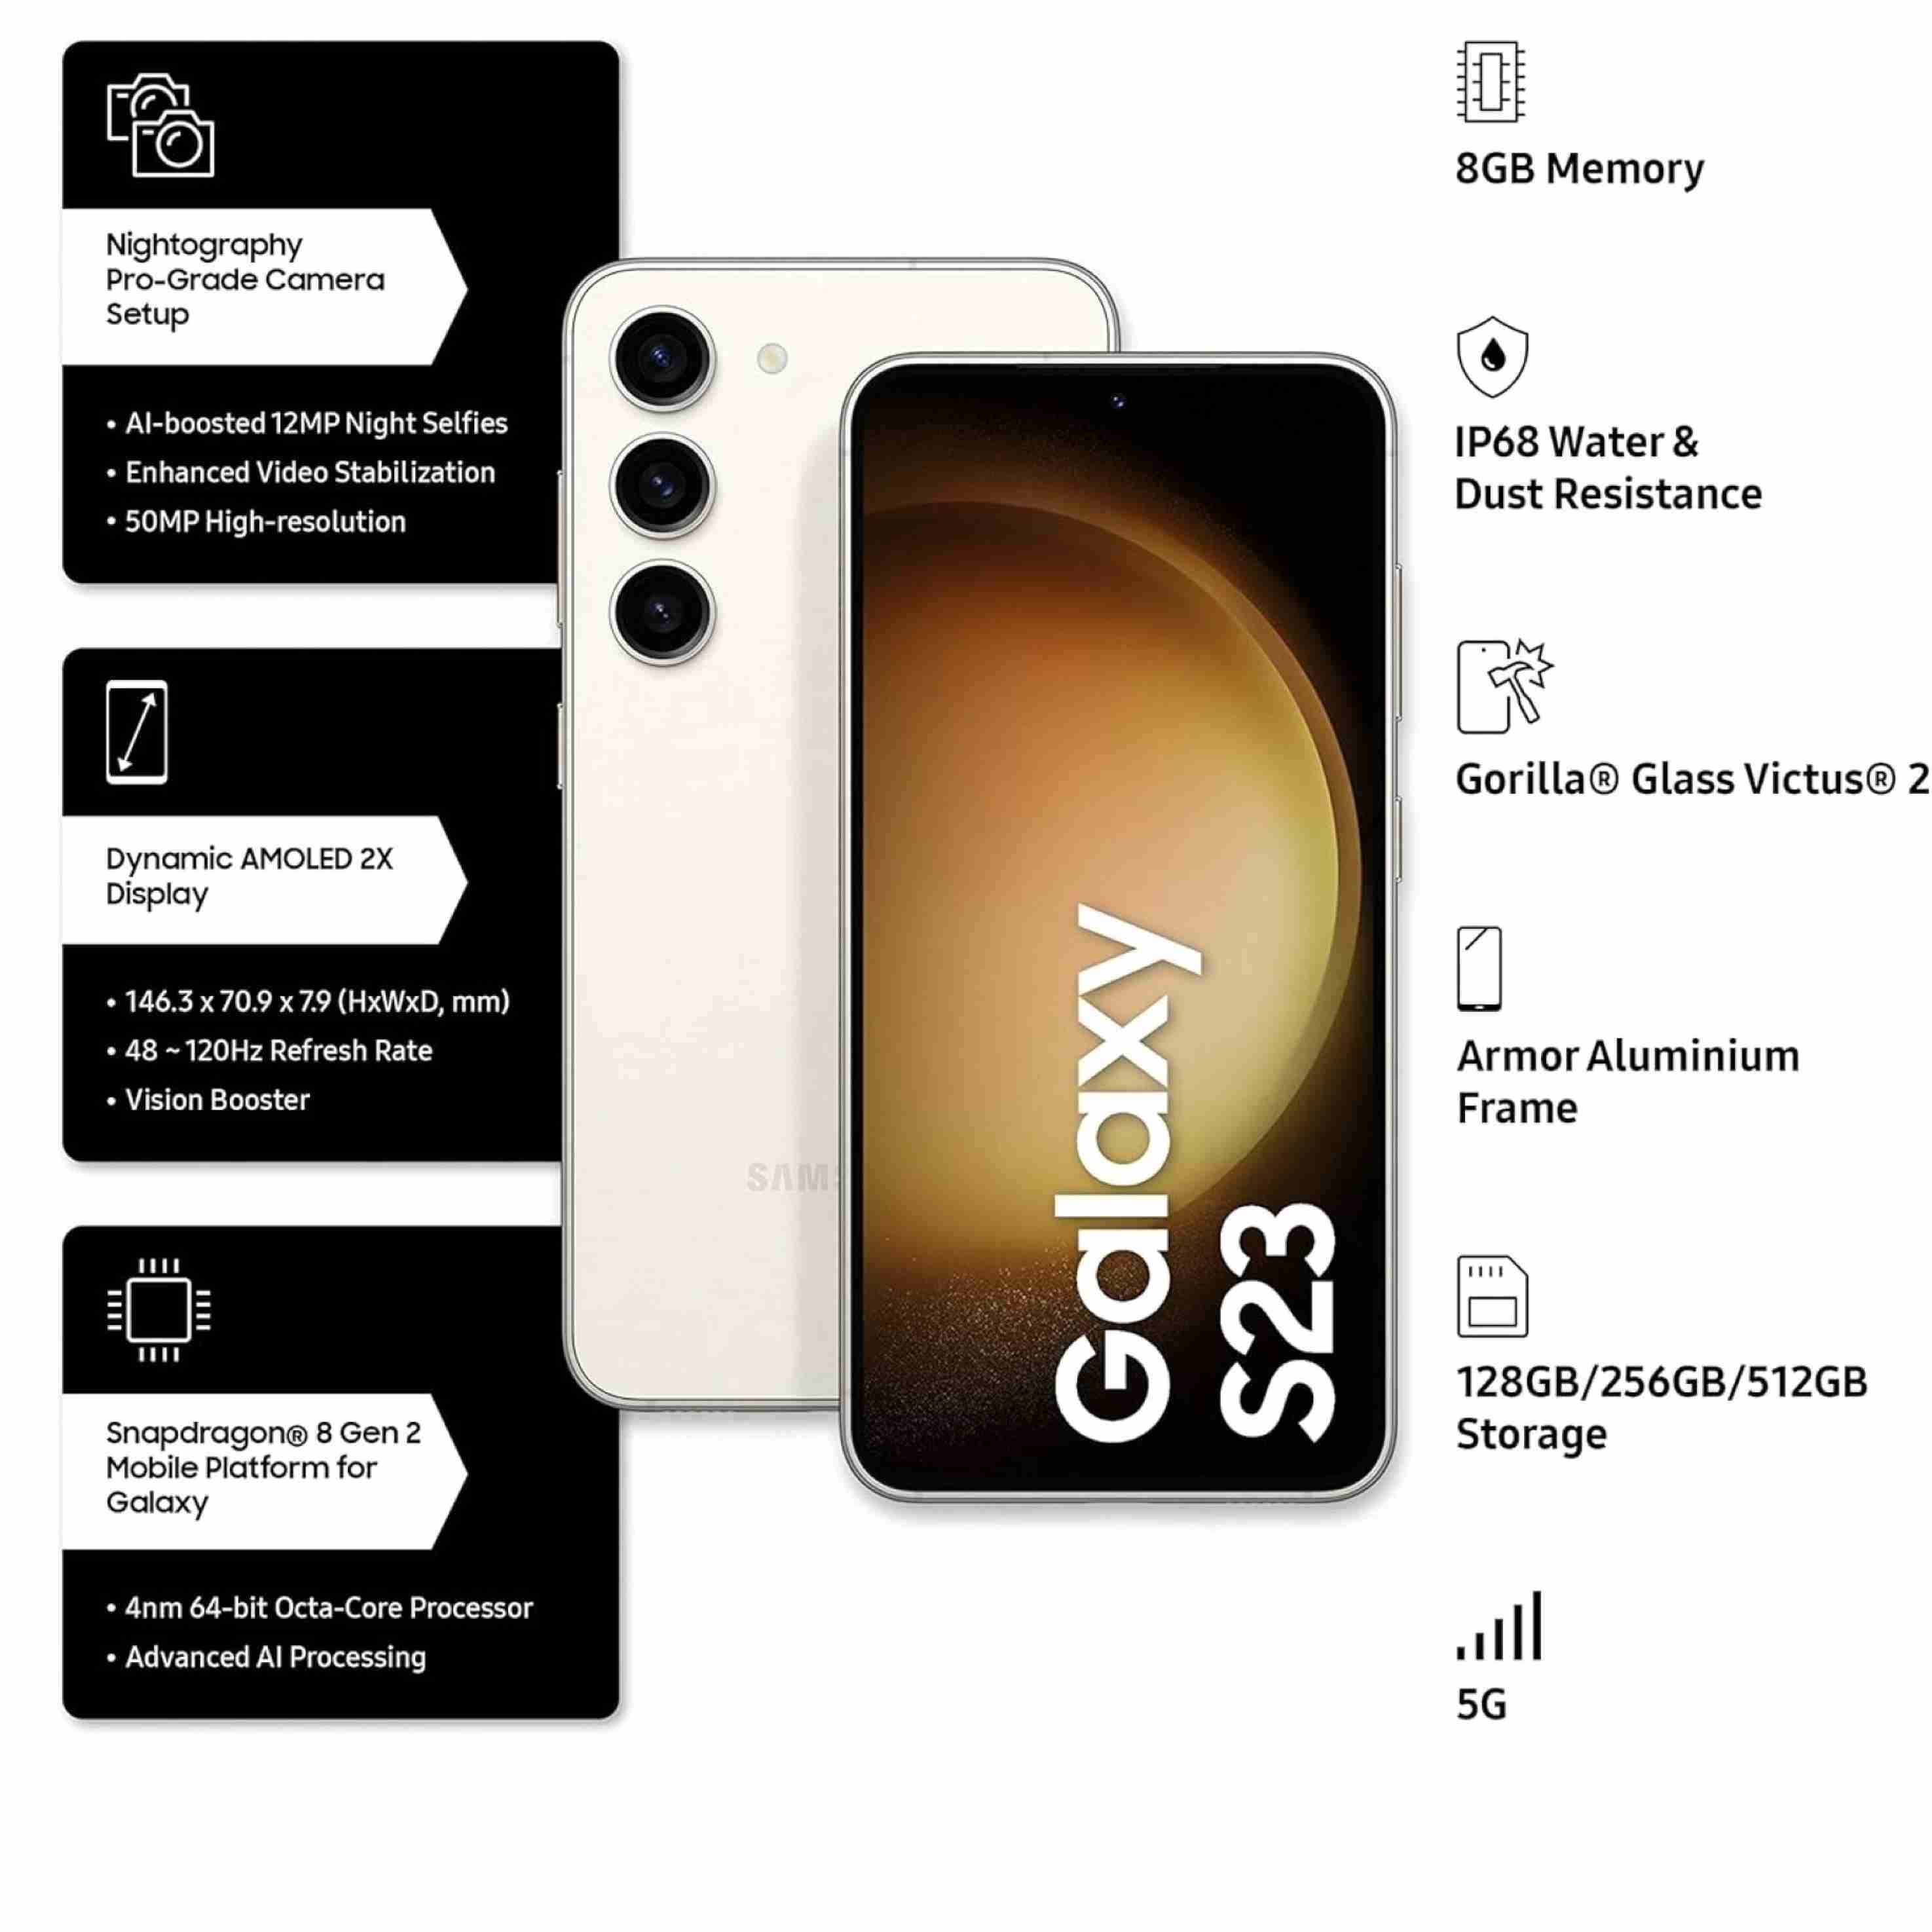 Nightography
Pro-Grade Camera
Setup
• AI-boosted 12MP Night Selfies
• Enhanced Video Stabilization
• 50MP High-resolution
Dynamic AMOLED 2X
Display
• 146.3 x 70.9 x 7.9 (HxWxD, mm)
• 48 ~ 120Hz Refresh Rate
• Vision Booster
Snapdragon® 8 Gen 2
Mobile Platform for
Galaxy
• 4nm 64-bit Octa-Core Processor
• Advanced AI Processing
SAMS
Galaxy
S23
8GB Memory
IP68 Water &
Dust Resistance
Gorilla® Glass Victus® 2
Armor Aluminium
Frame
128GB/256GB/512GB
Storage
5G